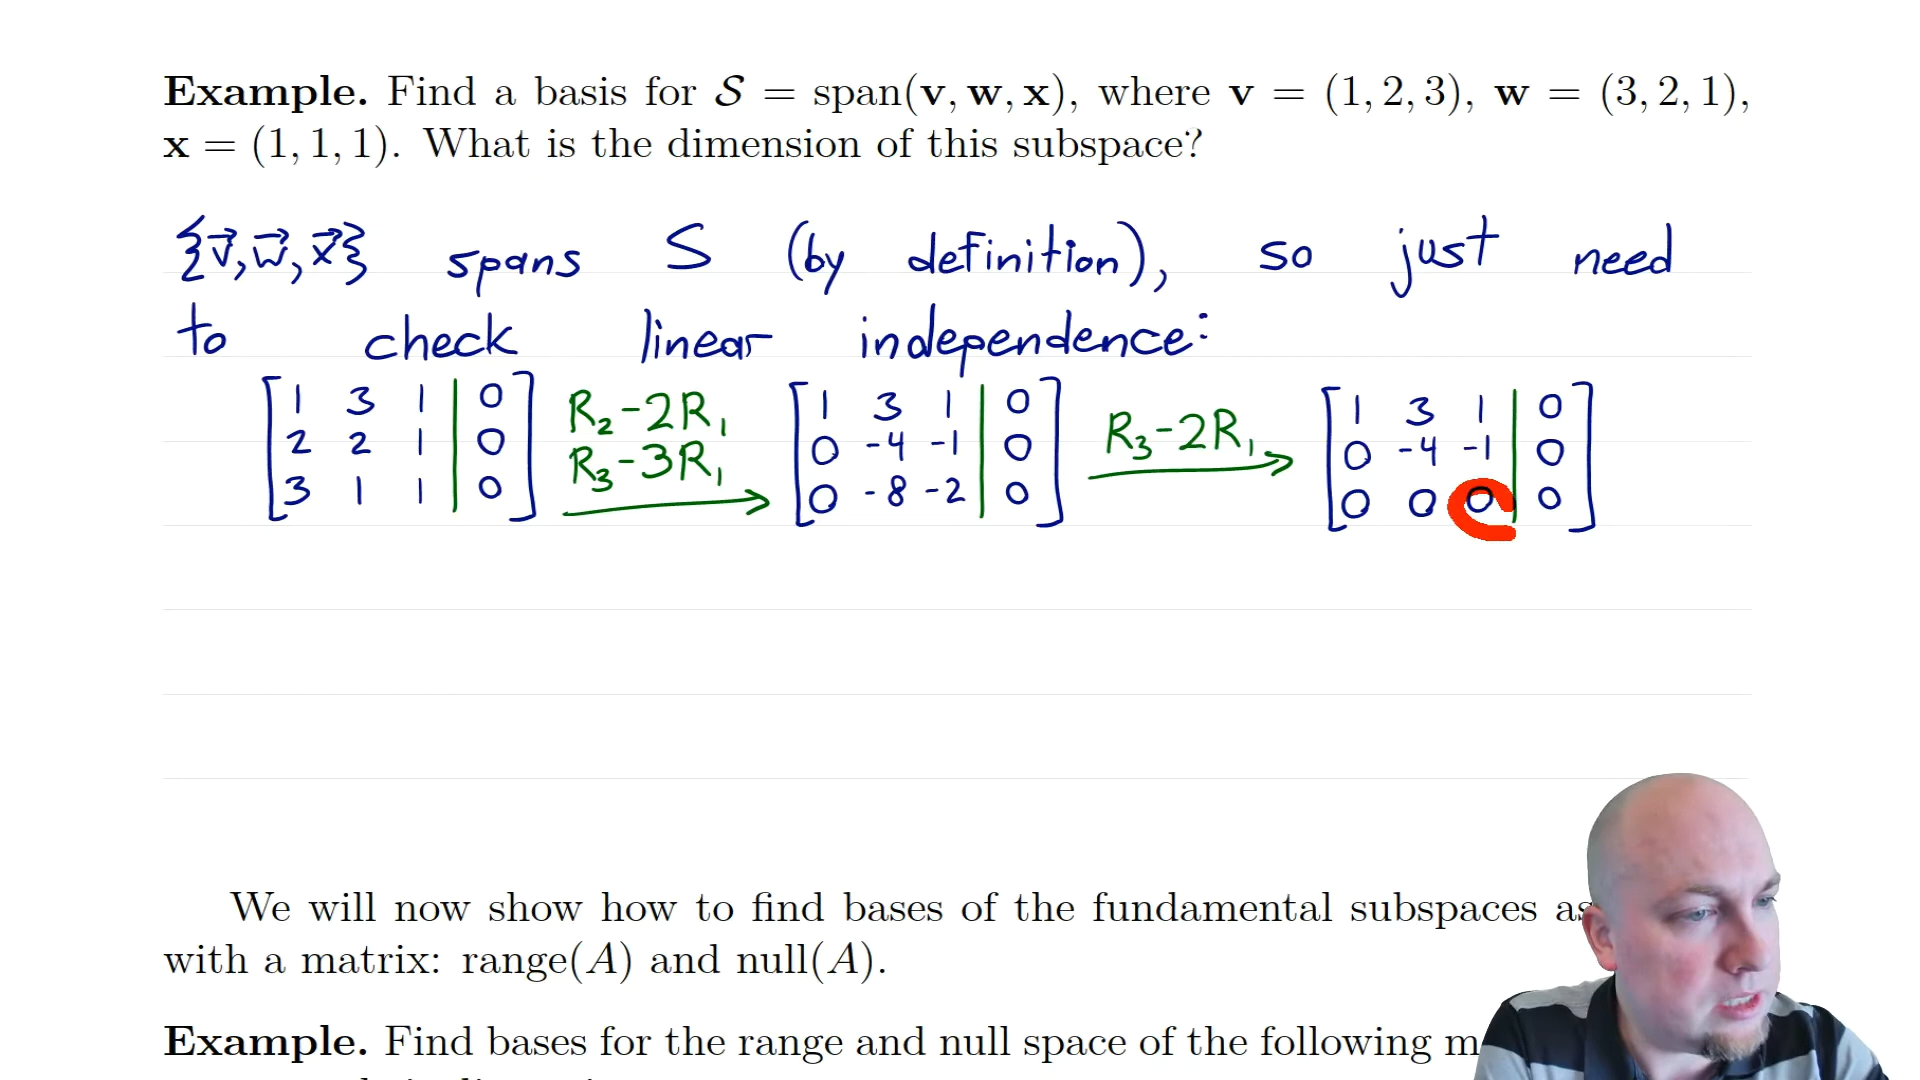 Example. Find a basis for S = span(v, w, x), where v = (1, 2, 3), w = (3, 2, 1),
x = (1, 1, 1). What is the dimension of this subspace?
{v⃗, w⃗, x⃗} spans S (by definition), so just need
to check linear independence:
[1 3 1 | 0] R₂-2R₁ [1 3 1 | 0] R₃-2R₁ [1 3 1 | 0]
[2 2 1 | 0] R₃-3R₁ [0 -4 -1 | 0] [0 -4 -1 | 0]
[3 1 1 | 0] [0 -8 -2 | 0] [0 0 0 | 0]
We will now show how to find bases of the fundamental subspaces as
with a matrix: range(A) and null(A).
Example. Find bases for the range and null space of the following m